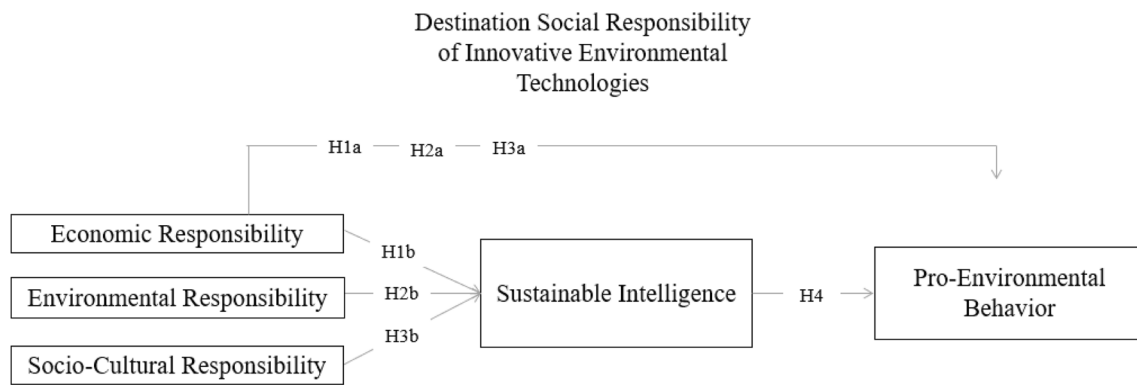 Destination Social Responsibility
of Innovative Environmental
Technologies
H1a H2a H3a
Economic Responsibility
H1b
Environmental Responsibility
H2b
Sustainable Intelligence
H4
Pro-Environmental
Behavior
H3b
Socio-Cultural Responsibility